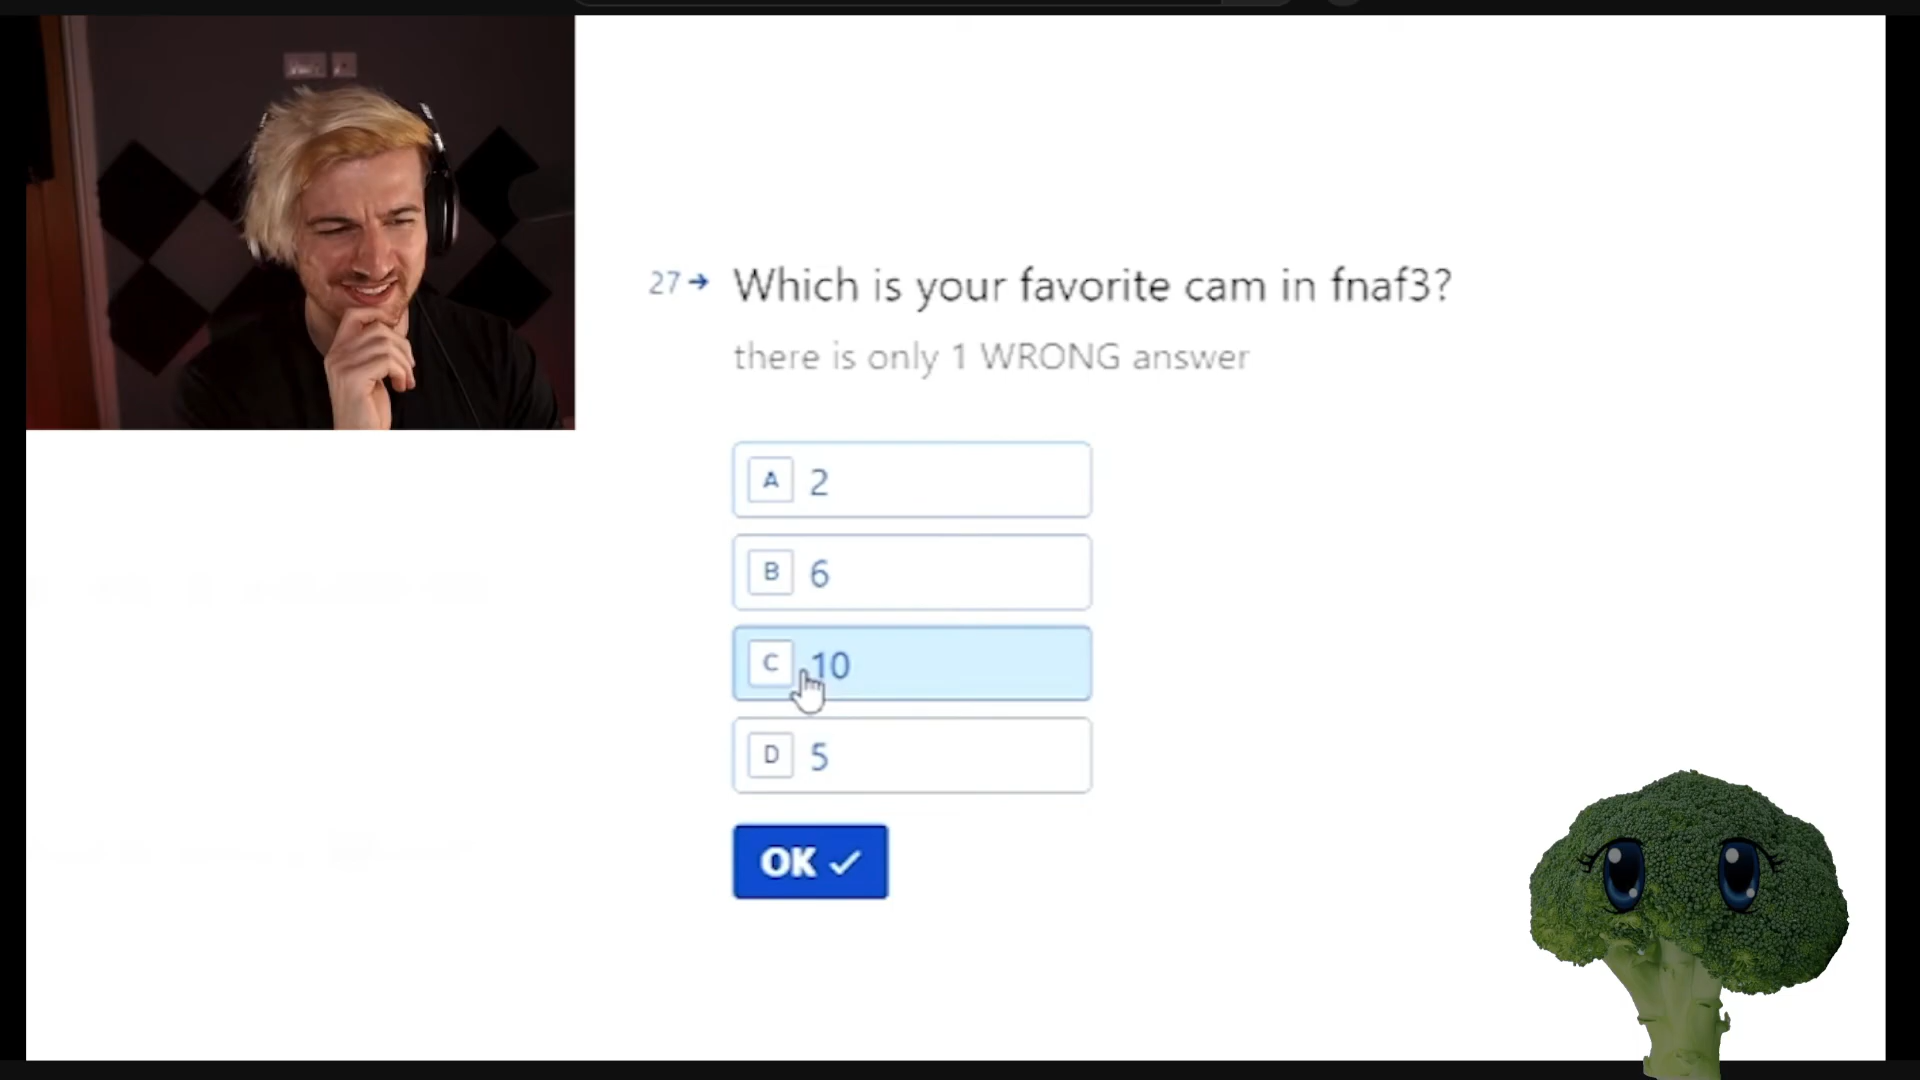 27→ Which is your favorite cam in fnaf3?
there is only 1 WRONG answer
A 2
B 6
C 10
D 5
OK ✓